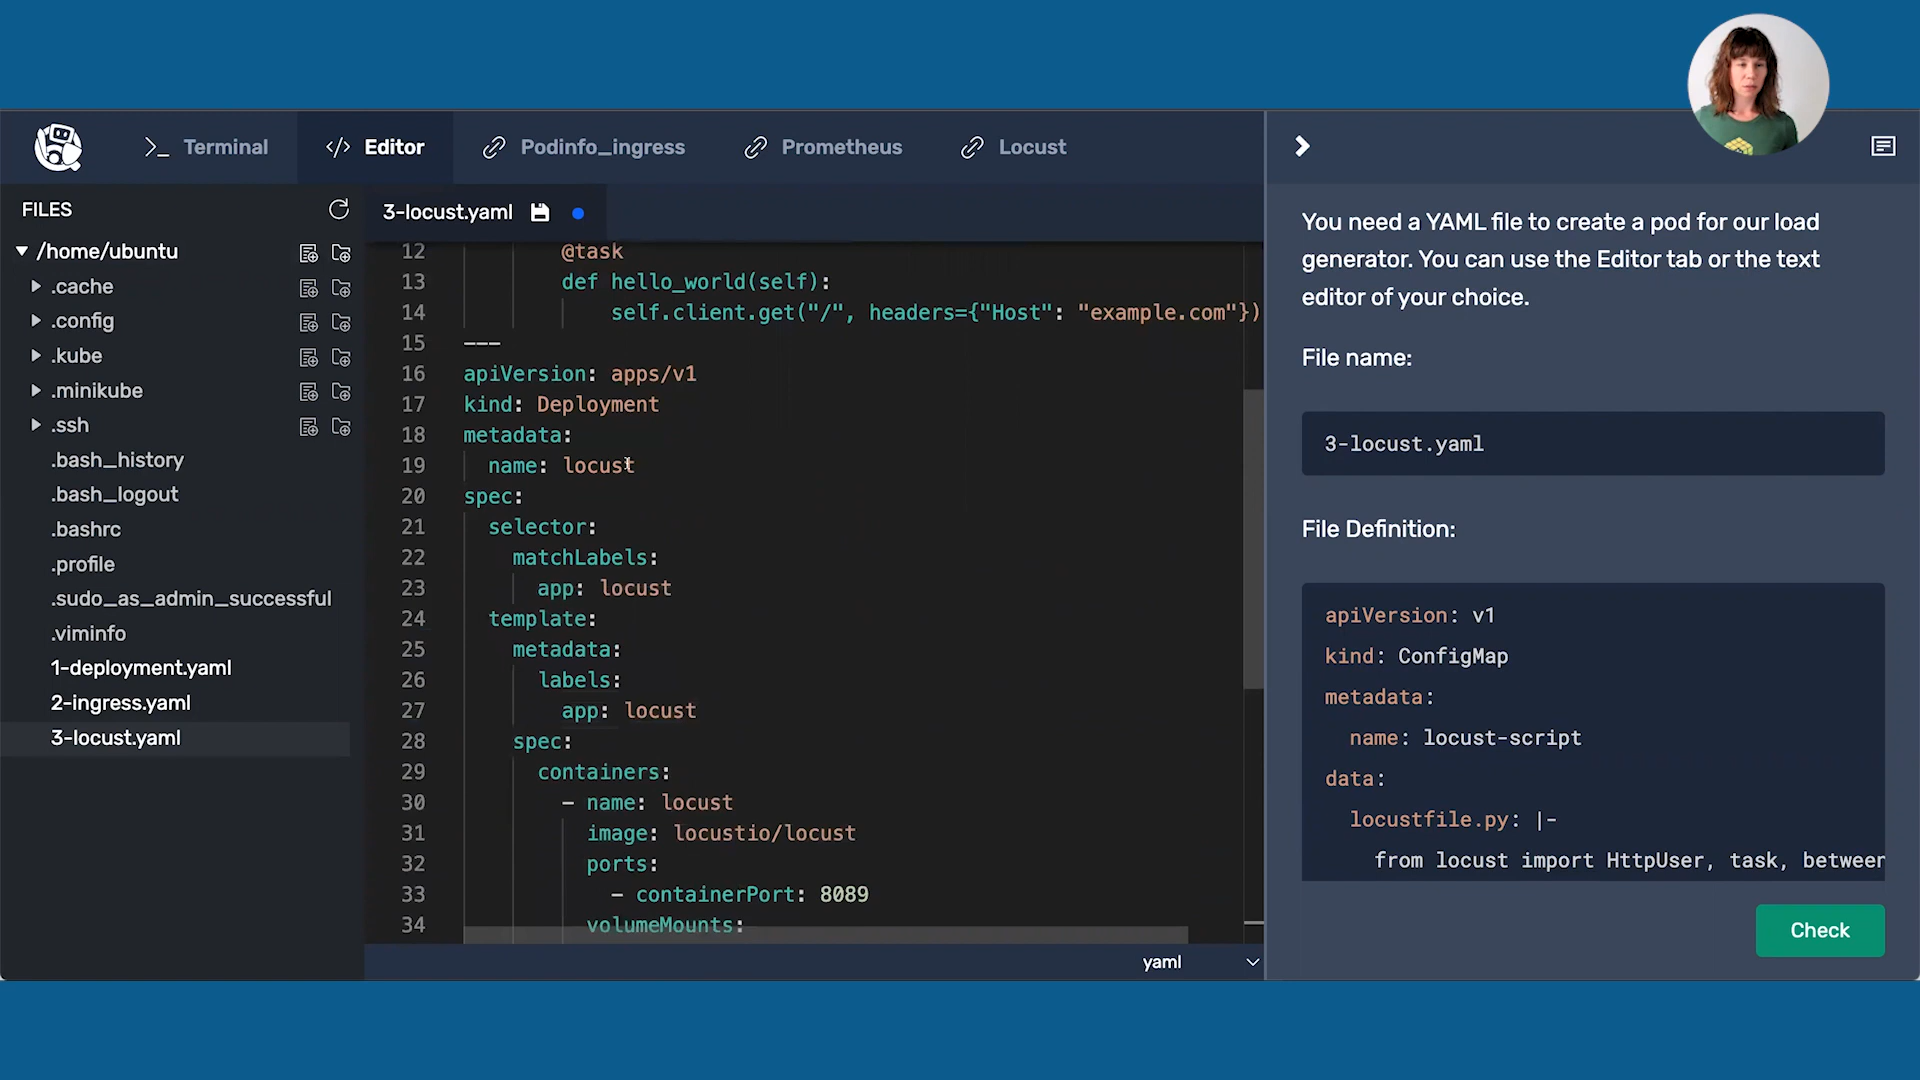 Terminal
</> Editor
Podinfo_ingress
Prometheus
Locust
FILES
/home/ubuntu
.cache
.config
.kube
.minikube
.ssh
.bash_history
.bash_logout
.bashrc
.profile
.sudo_as_admin_successful
.viminfo
1-deployment.yaml
2-ingress.yaml
3-locust.yaml
3-locust.yaml
12 @task
13 def hello_world(self):
14 self.client.get("/", headers={"Host": "example.com"})
15 ---
16 apiVersion: apps/v1
17 kind: Deployment
18 metadata:
19 name: locust
20 spec:
21 selector:
22 matchLabels:
23 app: locust
24 template:
25 metadata:
26 labels:
27 app: locust
28 spec:
29 containers:
30 - name: locust
31 image: locustio/locust
32 ports:
33 - containerPort: 8089
34 volumeMounts:
yaml
You need a YAML file to create a pod for our load
generator. You can use the Editor tab or the text
editor of your choice.
File name:
3-locust.yaml
File Definition:
apiVersion: v1
kind: ConfigMap
metadata:
name: locust-script
data:
locustfile.py: |-
from locust import HttpUser, task, between
Check